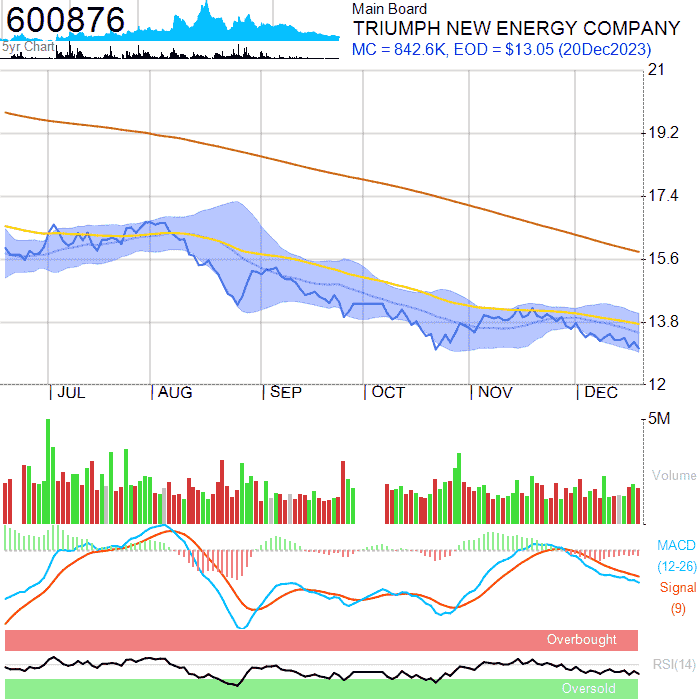 600876
5yr Chart
Main Board
TRIUMPH NEW ENERGY COMPANY
MC = 842.6K, EOD = $13.05 (20Dec2023)
21
19.2
17.4
15.6
13.8
12
JUL AUG SEP OCT NOV DEC
5M
Volume
MACD
(12-26)
Signal
(9)
Overbought
RSI(14)
Oversold